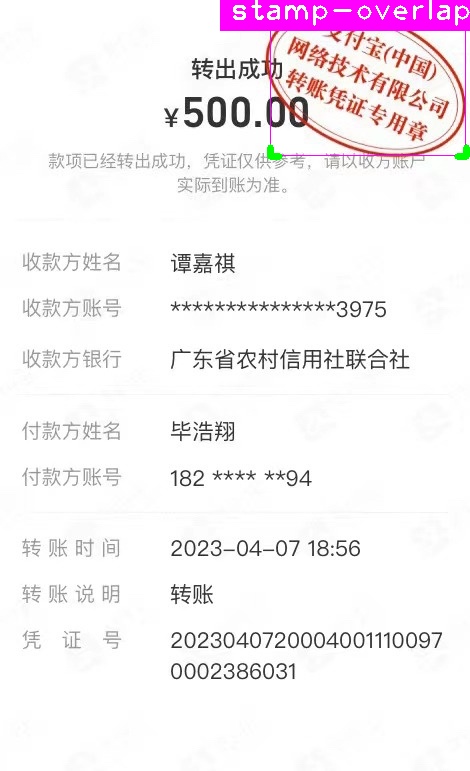 stamp-overlap
支付宝(中国)
网络技术有限公司
转账凭证专用章
转出成功
¥500.00
款项已经转出成功，凭证仅供参考，请以收方账户
实际到账为准。
收款方姓名 谭嘉祺
收款方账号 ***************3975
收款方银行 广东省农村信用社联合社
付款方姓名 毕浩翔
付款方账号 182 **** **94
转账时间 2023-04-07 18:56
转账说明 转账
凭证号 2023040720004001110097
0002386031